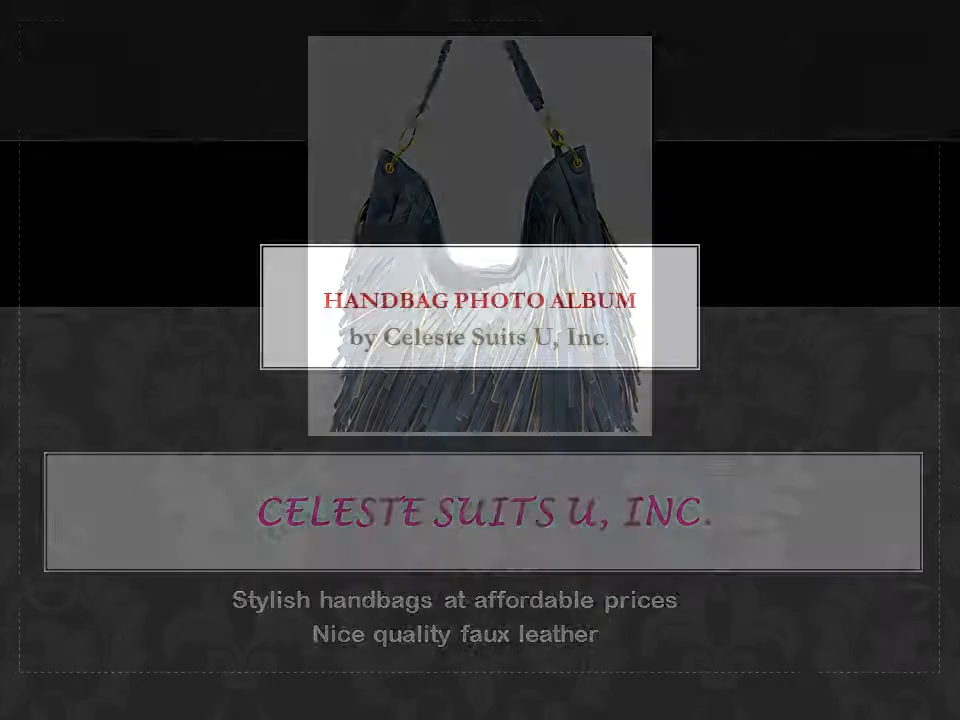 HANDBAG PHOTO ALBUM
by Celeste Suits U, Inc.
CELESTE SUITS U, INC.
Stylish handbags at affordable prices
Nice quality faux leather